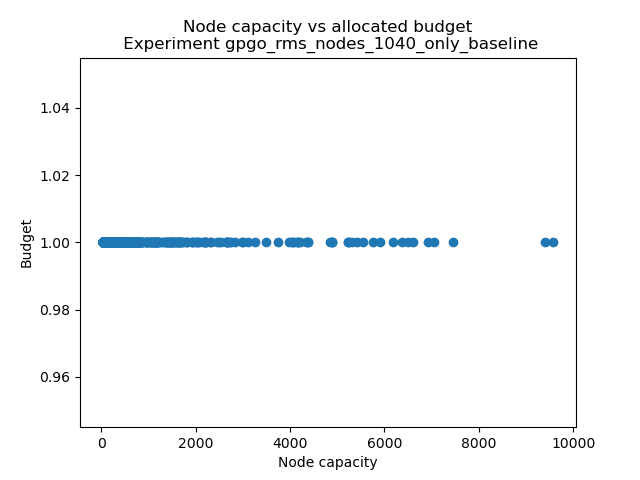 Node capacity vs allocated budget
Experiment gpgo_rms_nodes_1040_only_baseline
1.04
1.02
1.00
0.98
0.96
Budget
0
2000
4000
6000
8000
10000
Node capacity